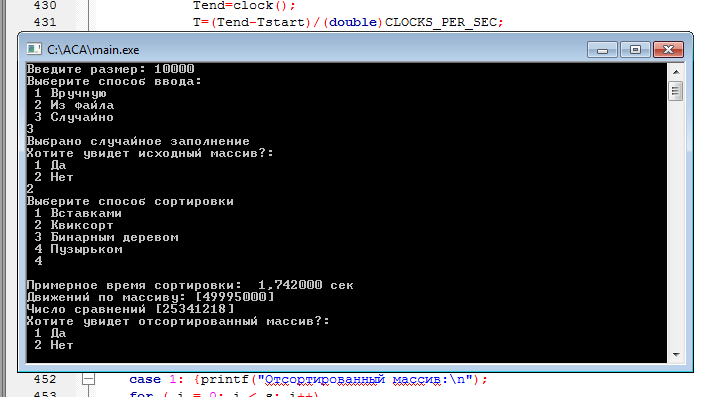 430 Tend=clock();
431 T=(Tend-Tstart)/(double)CLOCKS_PER_SEC;
C:\ACA\main.exe
Введите размер: 10000
Выберите способ ввода:
1 Вручную
2 Из файла
3 Случайно
3
Выбрано случайное заполнение
Хотите увидет исходный массив?:
1 Да
2 Нет
2
Выберите способ сортировки
1 Вставками
2 Квиксорт
3 Бинарным деревом
4 Пузырьком
4
Примерное время сортировки: 1,742000 сек
Движений по массиву: [49995000]
Число сравнений [25341218]
Хотите увидет отсортированный массив?:
1 Да
2 Нет
452 case 1: {printf("Отсортированный массив:\n");
453 for ( i = 0; i < s; i++)